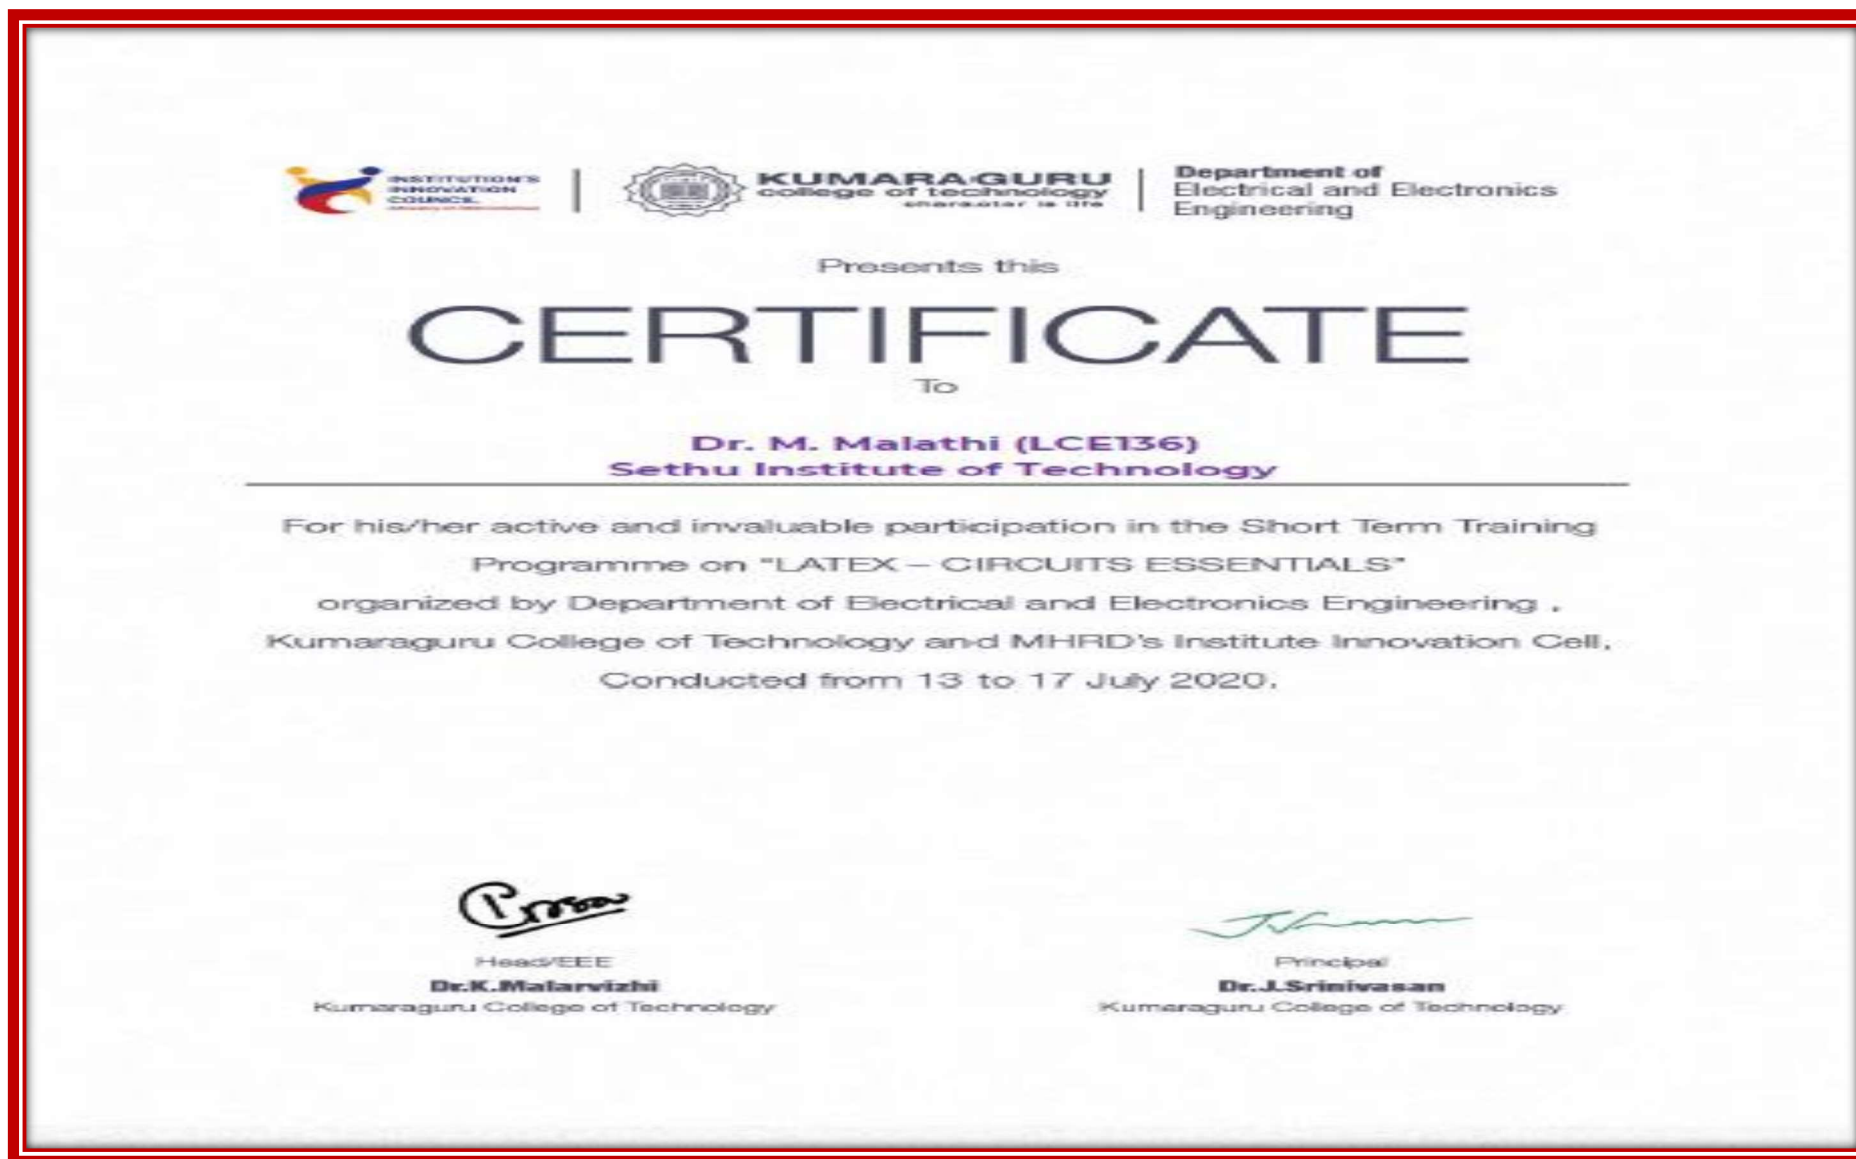 INSTITUTION'S
INNOVATION
COUNCIL
KUMARAGURU
college of technology
character is life
Department of
Electrical and Electronics
Engineering
Presents this
CERTIFICATE
To
Dr. M. Malathi (LCE136)
Sethu Institute of Technology
For his/her active and invaluable participation in the Short Term Training
Programme on "LATEX – CIRCUITS ESSENTIALS"
organized by Department of Electrical and Electronics Engineering ,
Kumaraguru College of Technology and MHRD's Institute Innovation Cell,
Conducted from 13 to 17 July 2020.
Head/EEE
Dr.K.Malarvizhi
Kumaraguru College of Technology
Principal
Dr.J.Srinivasan
Kumaraguru College of Technology